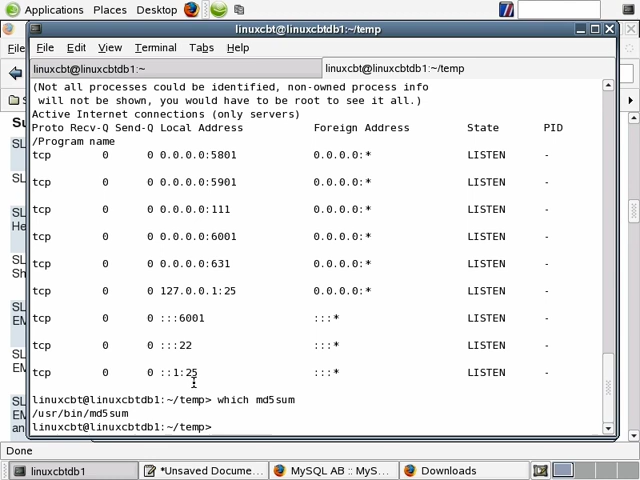 Applications Places Desktop
linuxcbt@linuxcbtdb1:~/temp
File Edit View Terminal Tabs Help
linuxcbt@linuxcbtdb1:~ linuxcbt@linuxcbtdb1:~/temp
(Not all processes could be identified, non-owned process info
will not be shown, you would have to be root to see it all.)
Active Internet connections (only servers)
Proto Recv-Q Send-Q Local Address Foreign Address State PID
/Program name
tcp 0 0 0.0.0.0:5801 0.0.0.0:* LISTEN -
tcp 0 0 0.0.0.0:5901 0.0.0.0:* LISTEN -
tcp 0 0 0.0.0.0:111 0.0.0.0:* LISTEN -
tcp 0 0 0.0.0.0:6001 0.0.0.0:* LISTEN -
tcp 0 0 0.0.0.0:631 0.0.0.0:* LISTEN -
tcp 0 0 127.0.0.1:25 0.0.0.0:* LISTEN -
tcp 0 0 :::6001 :::* LISTEN -
tcp 0 0 :::22 :::* LISTEN -
tcp 0 0 ::1:25 :::* LISTEN -
linuxcbt@linuxcbtdb1:~/temp> which md5sum
/usr/bin/md5sum
linuxcbt@linuxcbtdb1:~/temp>
Done
linuxcbtdb1 *Unsaved Docume... MySQL AB :: MyS... Downloads